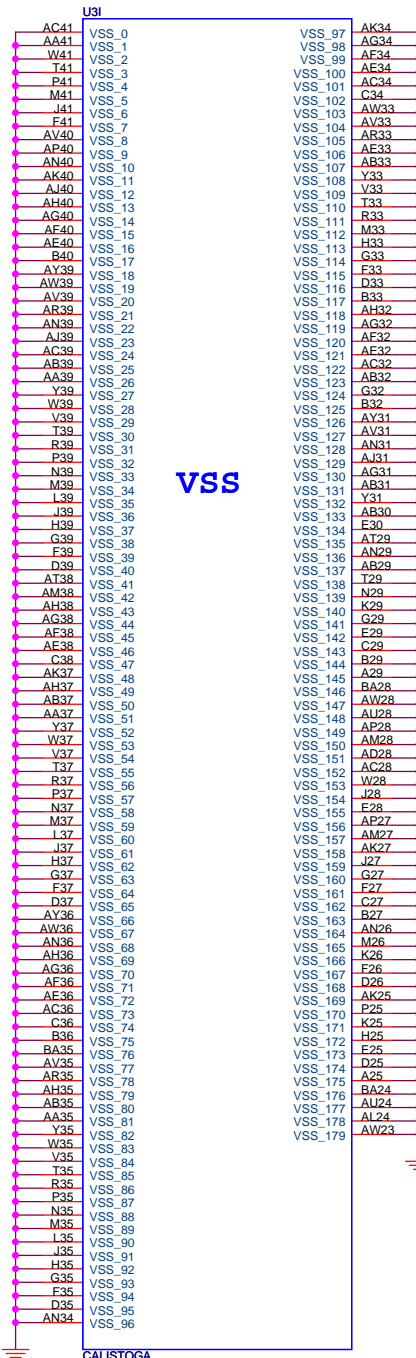 U3I
AC41 VSS_0 VSS_97 AK34
AA41 VSS_1 VSS_98 AG34
W41 VSS_2 VSS_99 AF34
T41 VSS_3 VSS_100 AE34
P41 VSS_4 VSS_101 AC34
M41 VSS_5 VSS_102 C34
J41 VSS_6 VSS_103 AW33
F41 VSS_7 VSS_104 AV33
AV40 VSS_8 VSS_105 AR33
AP40 VSS_9 VSS_106 AE33
AN40 VSS_10 VSS_107 AB33
AK40 VSS_11 VSS_108 Y33
AJ40 VSS_12 VSS_109 V33
AH40 VSS_13 VSS_110 T33
AG40 VSS_14 VSS_111 R33
AF40 VSS_15 VSS_112 M33
AE40 VSS_16 VSS_113 H33
B40 VSS_17 VSS_114 G33
AY39 VSS_18 VSS_115 F33
AW39 VSS_19 VSS_116 D33
AV39 VSS_20 VSS_117 B33
AR39 VSS_21 VSS_118 AH32
AN39 VSS_22 VSS_119 AG32
AJ39 VSS_23 VSS_120 AF32
AC39 VSS_24 VSS_121 AE32
AB39 VSS_25 VSS_122 AC32
AA39 VSS_26 VSS_123 AB32
Y39 VSS_27 VSS_124 G32
W39 VSS_28 VSS_125 B32
V39 VSS_29 VSS_126 AY31
T39 VSS_30 VSS_127 AV31
R39 VSS_31 VSS_128 AN31
P39 VSS_32 VSS_129 AJ31
N39 VSS_33 VSS_130 AG31
VSS
M39 VSS_34 VSS_131 AB31
L39 VSS_35 VSS_132 Y31
J39 VSS_36 VSS_133 AB30
H39 VSS_37 VSS_134 E30
G39 VSS_38 VSS_135 AT29
F39 VSS_39 VSS_136 AN29
D39 VSS_40 VSS_137 AB29
AT38 VSS_41 VSS_138 T29
AM38 VSS_42 VSS_139 N29
AH38 VSS_43 VSS_140 K29
AG38 VSS_44 VSS_141 G29
AF38 VSS_45 VSS_142 E29
AE38 VSS_46 VSS_143 C29
C38 VSS_47 VSS_144 B29
AK37 VSS_48 VSS_145 A29
AH37 VSS_49 VSS_146 BA28
AB37 VSS_50 VSS_147 AW28
AA37 VSS_51 VSS_148 AU28
Y37 VSS_52 VSS_149 AP28
W37 VSS_53 VSS_150 AM28
V37 VSS_54 VSS_151 AD28
T37 VSS_55 VSS_152 AC28
R37 VSS_56 VSS_153 W28
P37 VSS_57 VSS_154 J28
N37 VSS_58 VSS_155 E28
M37 VSS_59 VSS_156 AP27
L37 VSS_60 VSS_157 AM27
J37 VSS_61 VSS_158 AK27
H37 VSS_62 VSS_159 J27
G37 VSS_63 VSS_160 G27
F37 VSS_64 VSS_161 F27
D37 VSS_65 VSS_162 C27
AY36 VSS_66 VSS_163 B27
AW36 VSS_67 VSS_164 AN26
AN36 VSS_68 VSS_165 M26
AH36 VSS_69 VSS_166 K26
AG36 VSS_70 VSS_167 F26
AF36 VSS_71 VSS_168 D26
AE36 VSS_72 VSS_169 AK25
AC36 VSS_73 VSS_170 P25
C36 VSS_74 VSS_171 K25
B36 VSS_75 VSS_172 H25
BA35 VSS_76 VSS_173 E25
AV35 VSS_77 VSS_174 D25
AR35 VSS_78 VSS_175 A25
AH35 VSS_79 VSS_176 BA24
AB35 VSS_80 VSS_177 AU24
AA35 VSS_81 VSS_178 AL24
Y35 VSS_82 VSS_179 AW23
W35 VSS_83
V35 VSS_84
T35 VSS_85
R35 VSS_86
P35 VSS_87
N35 VSS_88
M35 VSS_89
L35 VSS_90
J35 VSS_91
H35 VSS_92
G35 VSS_93
F35 VSS_94
D35 VSS_95
AN34 VSS_96
CALISTOGA